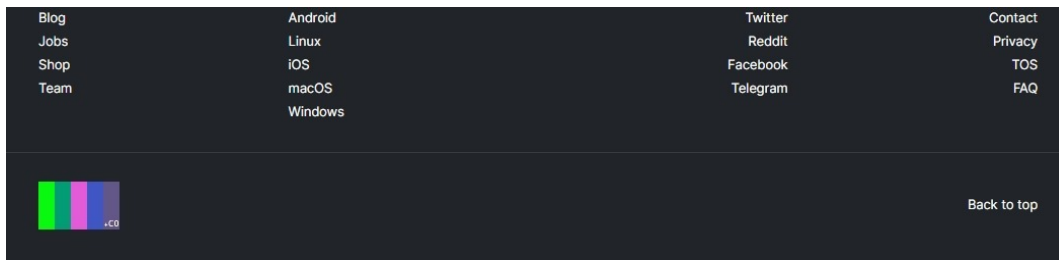 Blog
Jobs
Shop
Team
Android
Linux
iOS
macOS
Windows
Twitter
Reddit
Facebook
Telegram
Contact
Privacy
TOS
FAQ
+CO
Back to top